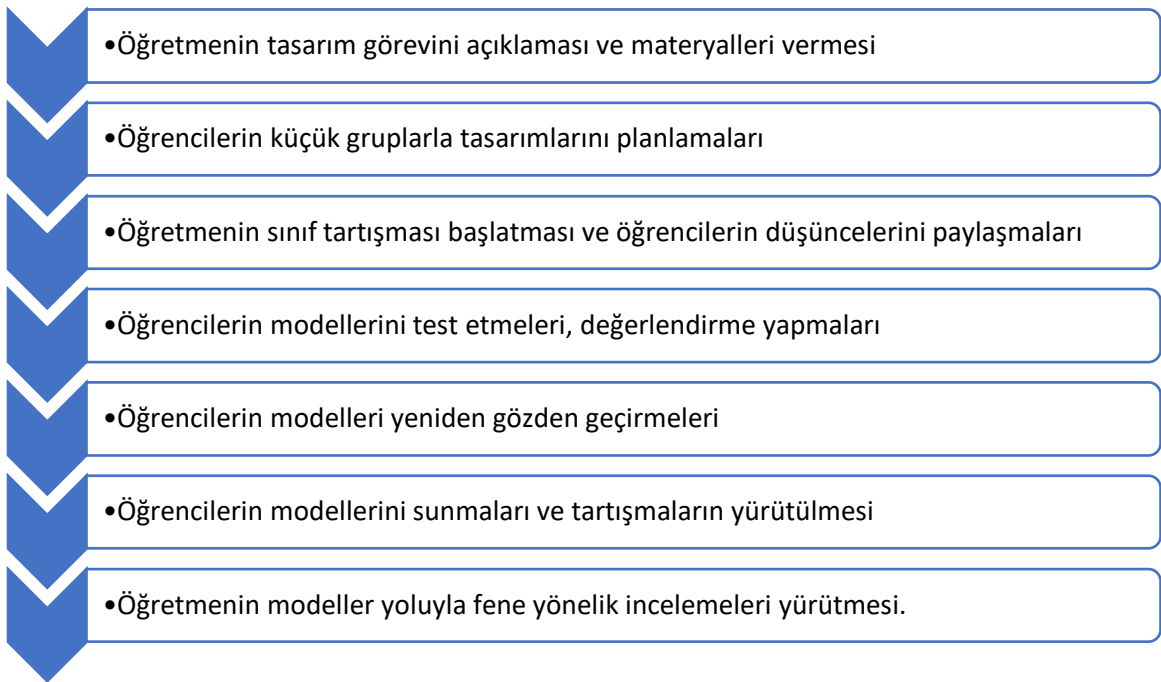 •Öğretmenin tasarım görevini açıklaması ve materyalleri vermesi
•Öğrencilerin küçük gruplarla tasarımlarını planlamaları
•Öğretmenin sınıf tartışması başlatması ve öğrencilerin düşüncelerini paylaşmaları
•Öğrencilerin modellerini test etmeleri, değerlendirme yapmaları
•Öğrencilerin modelleri yeniden gözden geçirmeleri
•Öğrencilerin modellerini sunmaları ve tartışmaların yürütülmesi
•Öğretmenin modeller yoluyla fene yönelik incelemeleri yürütmesi.